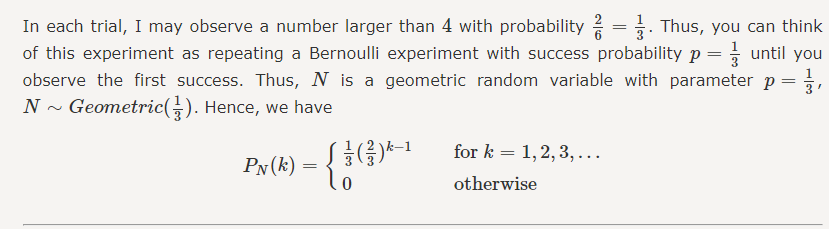 In each trial, I may observe a number larger than 4 with probability 2/6 = 1/3. Thus, you can think
of this experiment as repeating a Bernoulli experiment with success probability p = 1/3 until you
observe the first success. Thus, N is a geometric random variable with parameter p = 1/3,
N ∼ Geometric(1/3). Hence, we have
P_N(k) = { 1/3(2/3)^{k−1} for k = 1, 2, 3, ...
0 otherwise